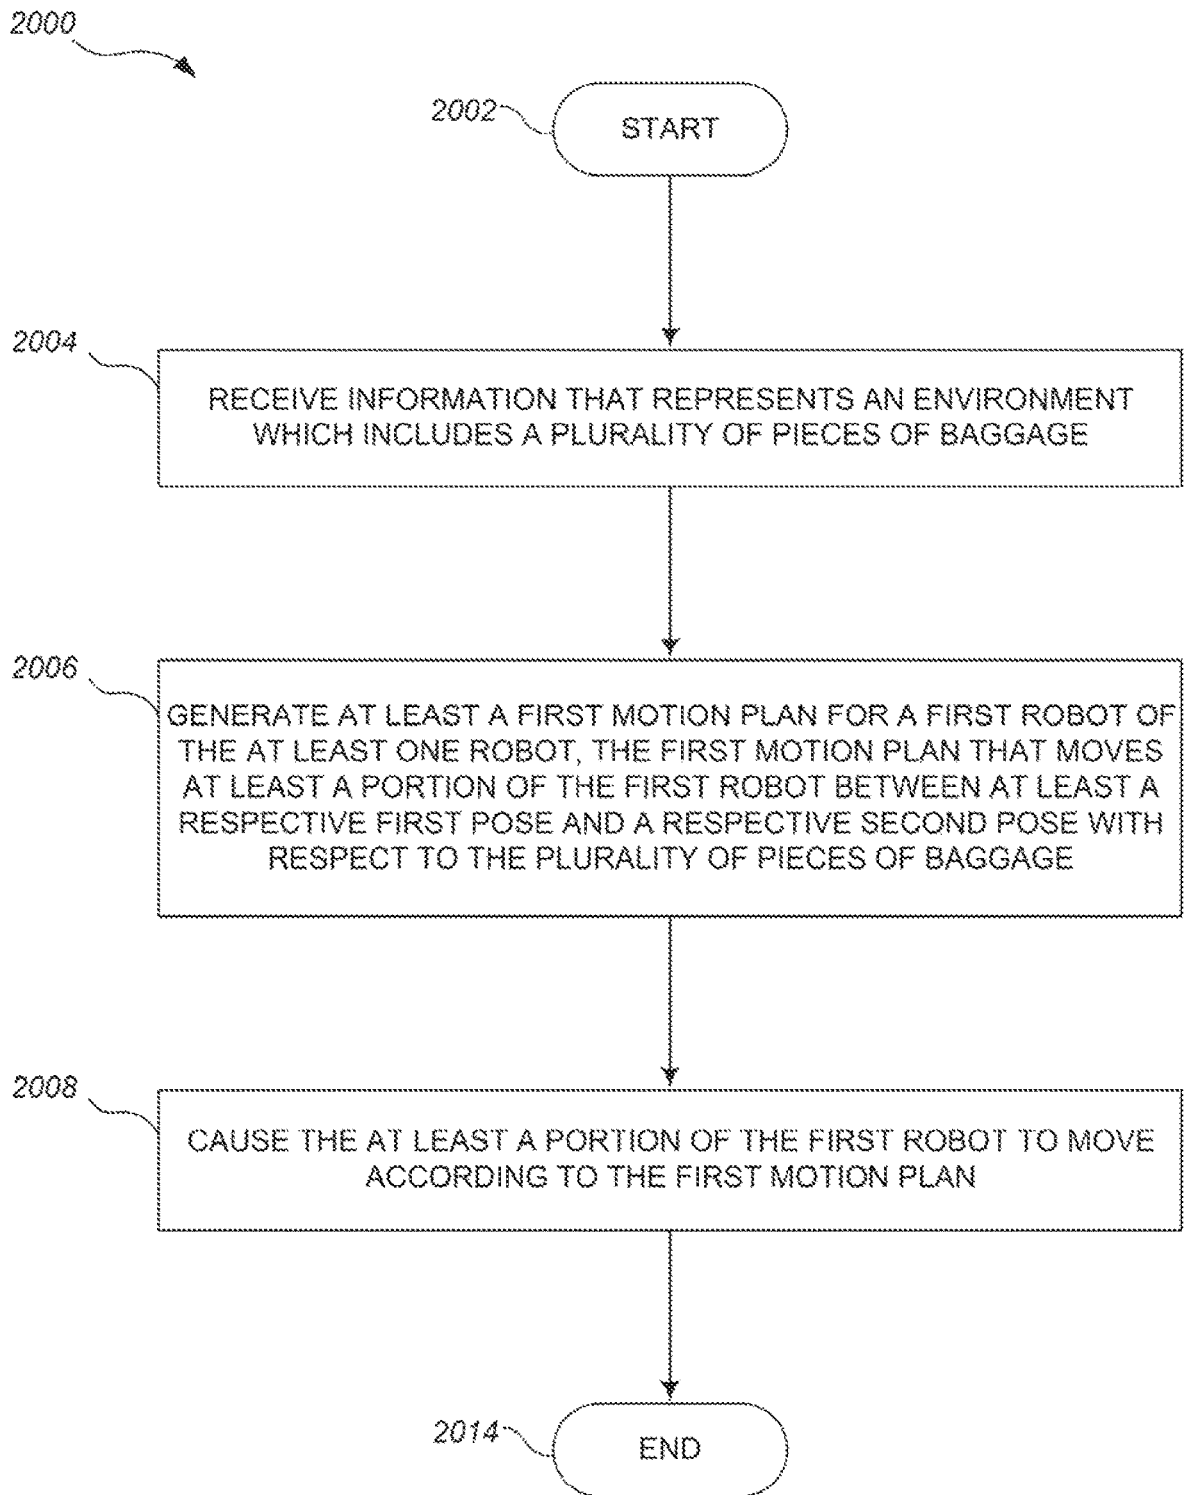 2000
2002
START
2004
RECEIVE INFORMATION THAT REPRESENTS AN ENVIRONMENT
WHICH INCLUDES A PLURALITY OF PIECES OF BAGGAGE
2006
GENERATE AT LEAST A FIRST MOTION PLAN FOR A FIRST ROBOT OF
THE AT LEAST ONE ROBOT, THE FIRST MOTION PLAN THAT MOVES
AT LEAST A PORTION OF THE FIRST ROBOT BETWEEN AT LEAST A
RESPECTIVE FIRST POSE AND A RESPECTIVE SECOND POSE WITH
RESPECT TO THE PLURALITY OF PIECES OF BAGGAGE
2008
CAUSE THE AT LEAST A PORTION OF THE FIRST ROBOT TO MOVE
ACCORDING TO THE FIRST MOTION PLAN
2014
END